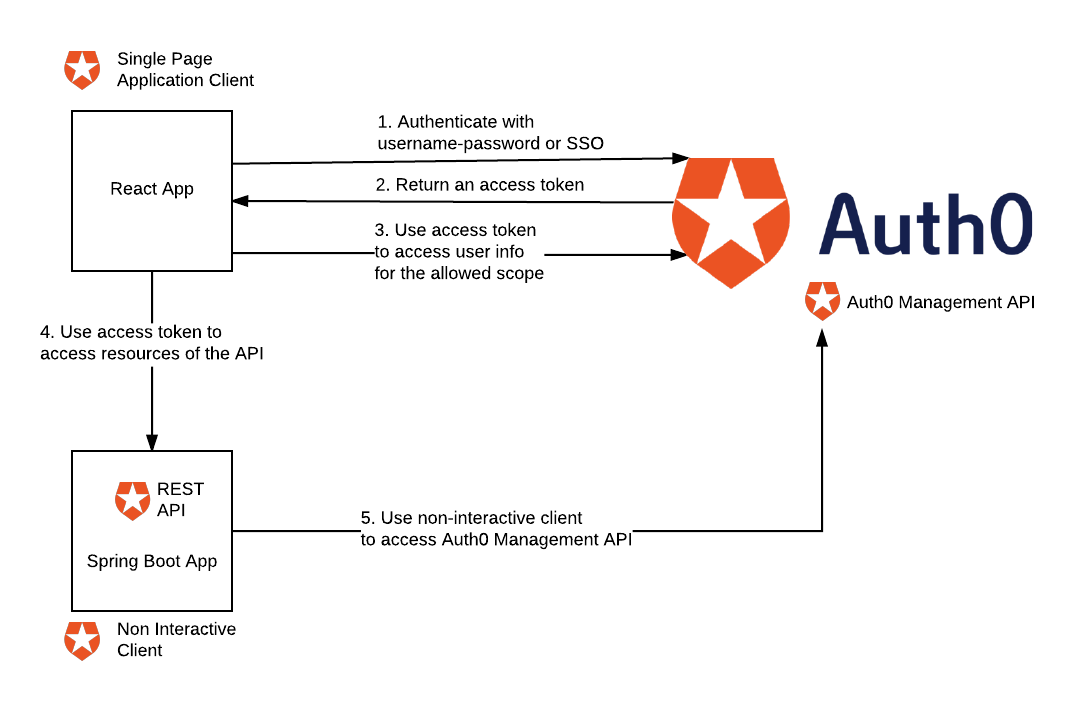 Single Page
Application Client
React App
1. Authenticate with
username-password or SSO
2. Return an access token
3. Use access token
to access user info
for the allowed scope
Auth0
Auth0 Management API
4. Use access token to
access resources of the API
REST
API
Spring Boot App
5. Use non-interactive client
to access Auth0 Management API
Non Interactive
Client